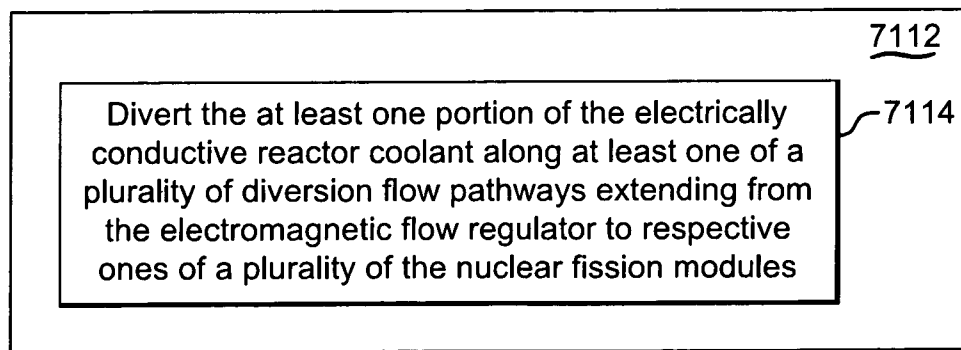 7112
Divert the at least one portion of the electrically
7114
conductive reactor coolant along at least one of a
plurality of diversion flow pathways extending from
the electromagnetic flow regulator to respective
ones of a plurality of the nuclear fission modules